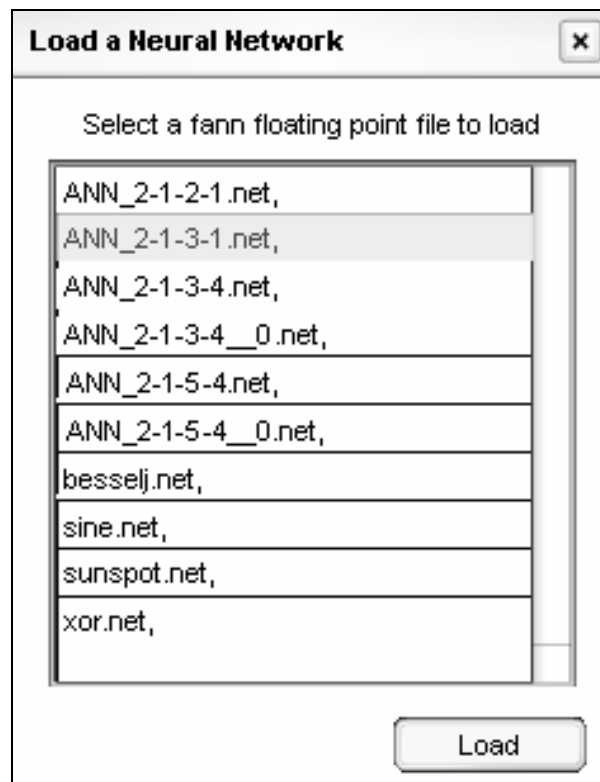 Load a Neural Network
Select a fann floating point file to load
ANN_2-1-2-1.net,
ANN_2-1-3-1.net,
ANN_2-1-3-4.net,
ANN_2-1-3-4__0.net,
ANN_2-1-5-4.net,
ANN_2-1-5-4__0.net,
besselj.net,
sine.net,
sunspot.net,
xor.net,
Load